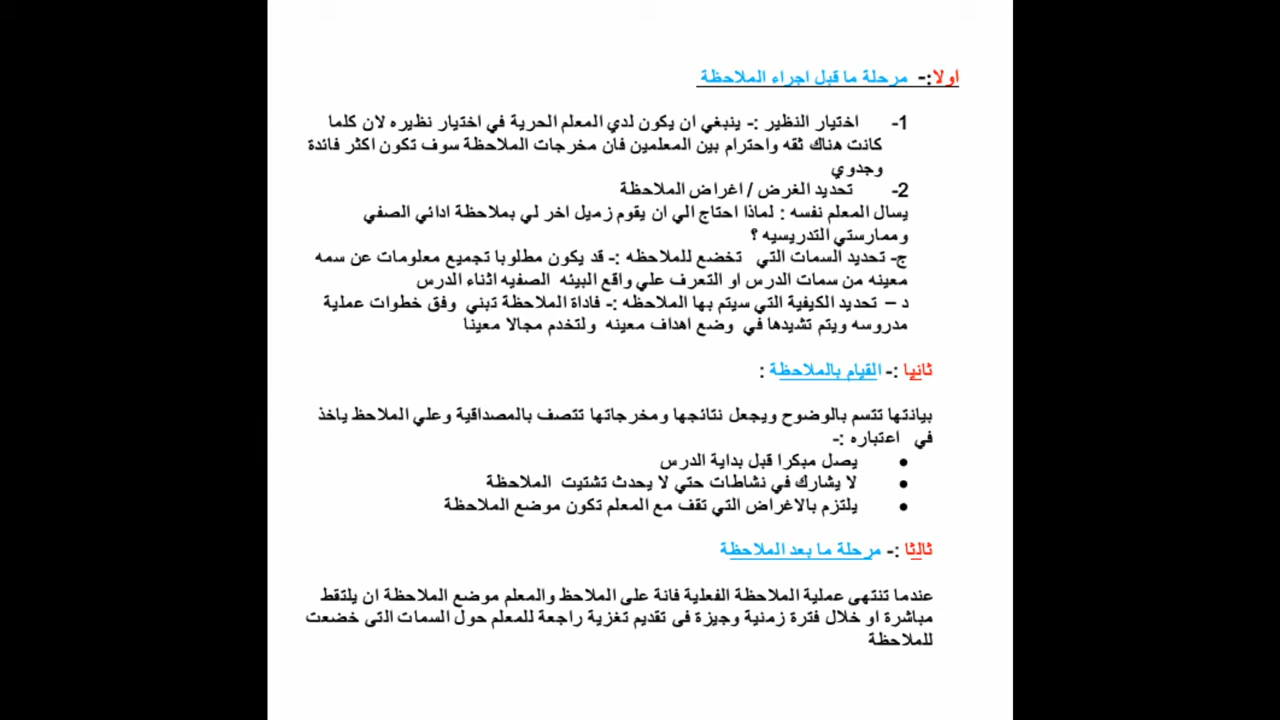 اولا:- مرحلة ما قبل اجراء الملاحظة
1- اختيار النظير :- ينبغي ان يكون لدي المعلم الحرية في اختيار نظيره لان كلما
كانت هناك ثقه واحترام بين المعلمين فان مخرجات الملاحظة سوف تكون اكثر فائدة
وجدوي
2- تحديد الغرض / اغراض الملاحظة
يسال المعلم نفسه : لماذا احتاج الي ان يقوم زميل اخر لي بملاحظة ادائي الصفي
وممارستي التدريسيه ؟
ج- تحديد السمات التي تخضع للملاحظه :- قد يكون مطلوبا تجميع معلومات عن سمه
معينه من سمات الدرس او التعرف علي واقع البيئه الصفيه اثناء الدرس
د – تحديد الكيفية التي سيتم بها الملاحظه :- فاداة الملاحظة تبني وفق خطوات عملية
مدروسه ويتم تشيدها في وضع اهداف معينه ولتخدم مجالا معينا
ثانيا :- القيام بالملاحظة :
بيانتها تتسم بالوضوح ويجعل نتائجها ومخرجاتها تتصف بالمصداقية وعلي الملاحظ ياخذ
في اعتباره :-
• يصل مبكرا قبل بداية الدرس
• لا يشارك في نشاطات حتي لا يحدث تشتيت الملاحظة
• يلتزم بالاغراض التي تقف مع المعلم تكون موضع الملاحظة
ثالثا :- مرحلة ما بعد الملاحظة
عندما تنتهى عملية الملاحظة الفعلية فانة على الملاحظ والمعلم موضع الملاحظة ان يلتقط
مباشرة او خلال فترة زمنية وجيزة فى تقديم تغزية راجعة للمعلم حول السمات التى خضعت
للملاحظة